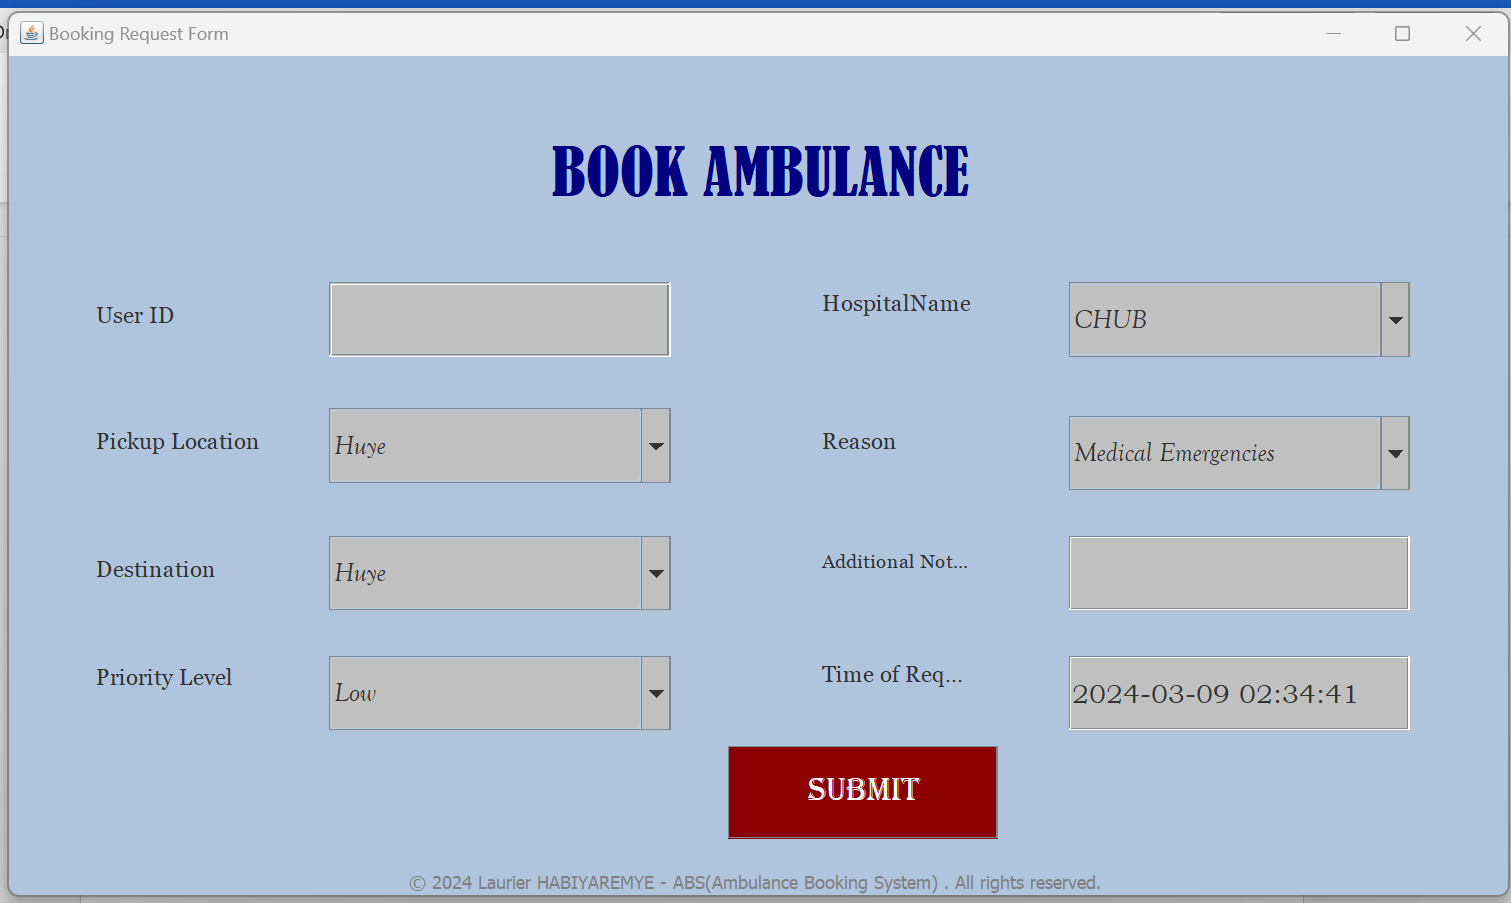 Booking Request Form
BOOK AMBULANCE
User ID
HospitalName
CHUB
Pickup Location
Huye
Reason
Medical Emergencies
Destination
Huye
Additional Not...
Priority Level
Low
Time of Req...
2024-03-09 02:34:41
SUBMIT
© 2024 Laurier HABIYAREMYE - ABS(Ambulance Booking System) . All rights reserved.